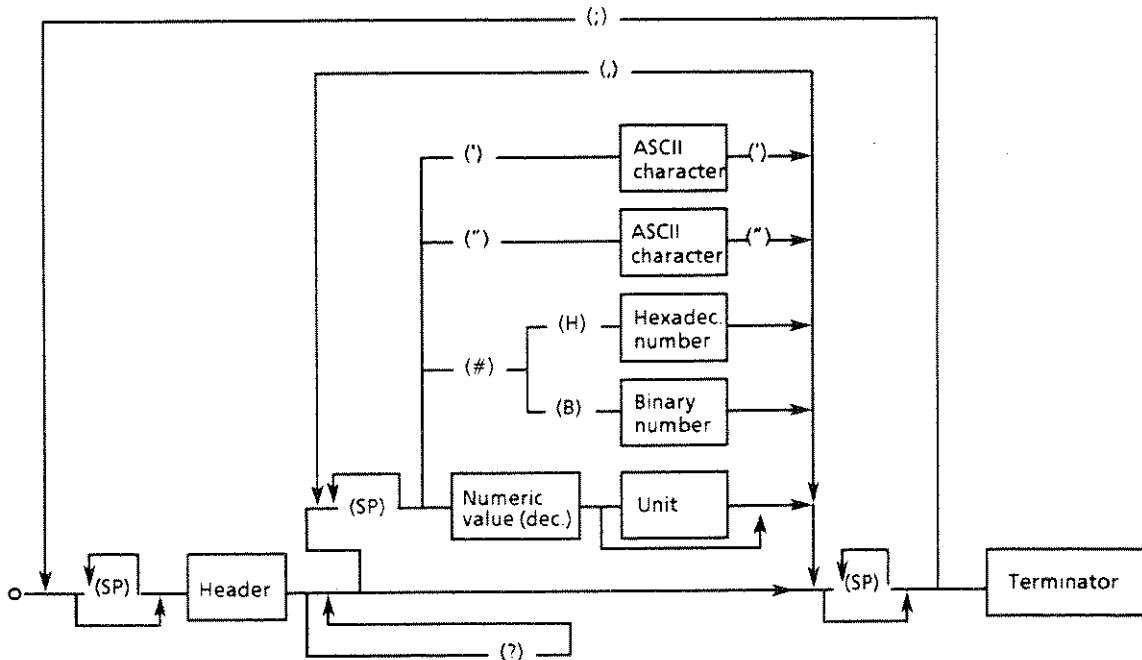 (;)
(,)
(') ASCII character (')
(") ASCII character (")
(H) Hexadec. number
(#)
(B) Binary number
(SP) Numeric value (dec.) Unit
(SP) Header (SP) Terminator
(?)